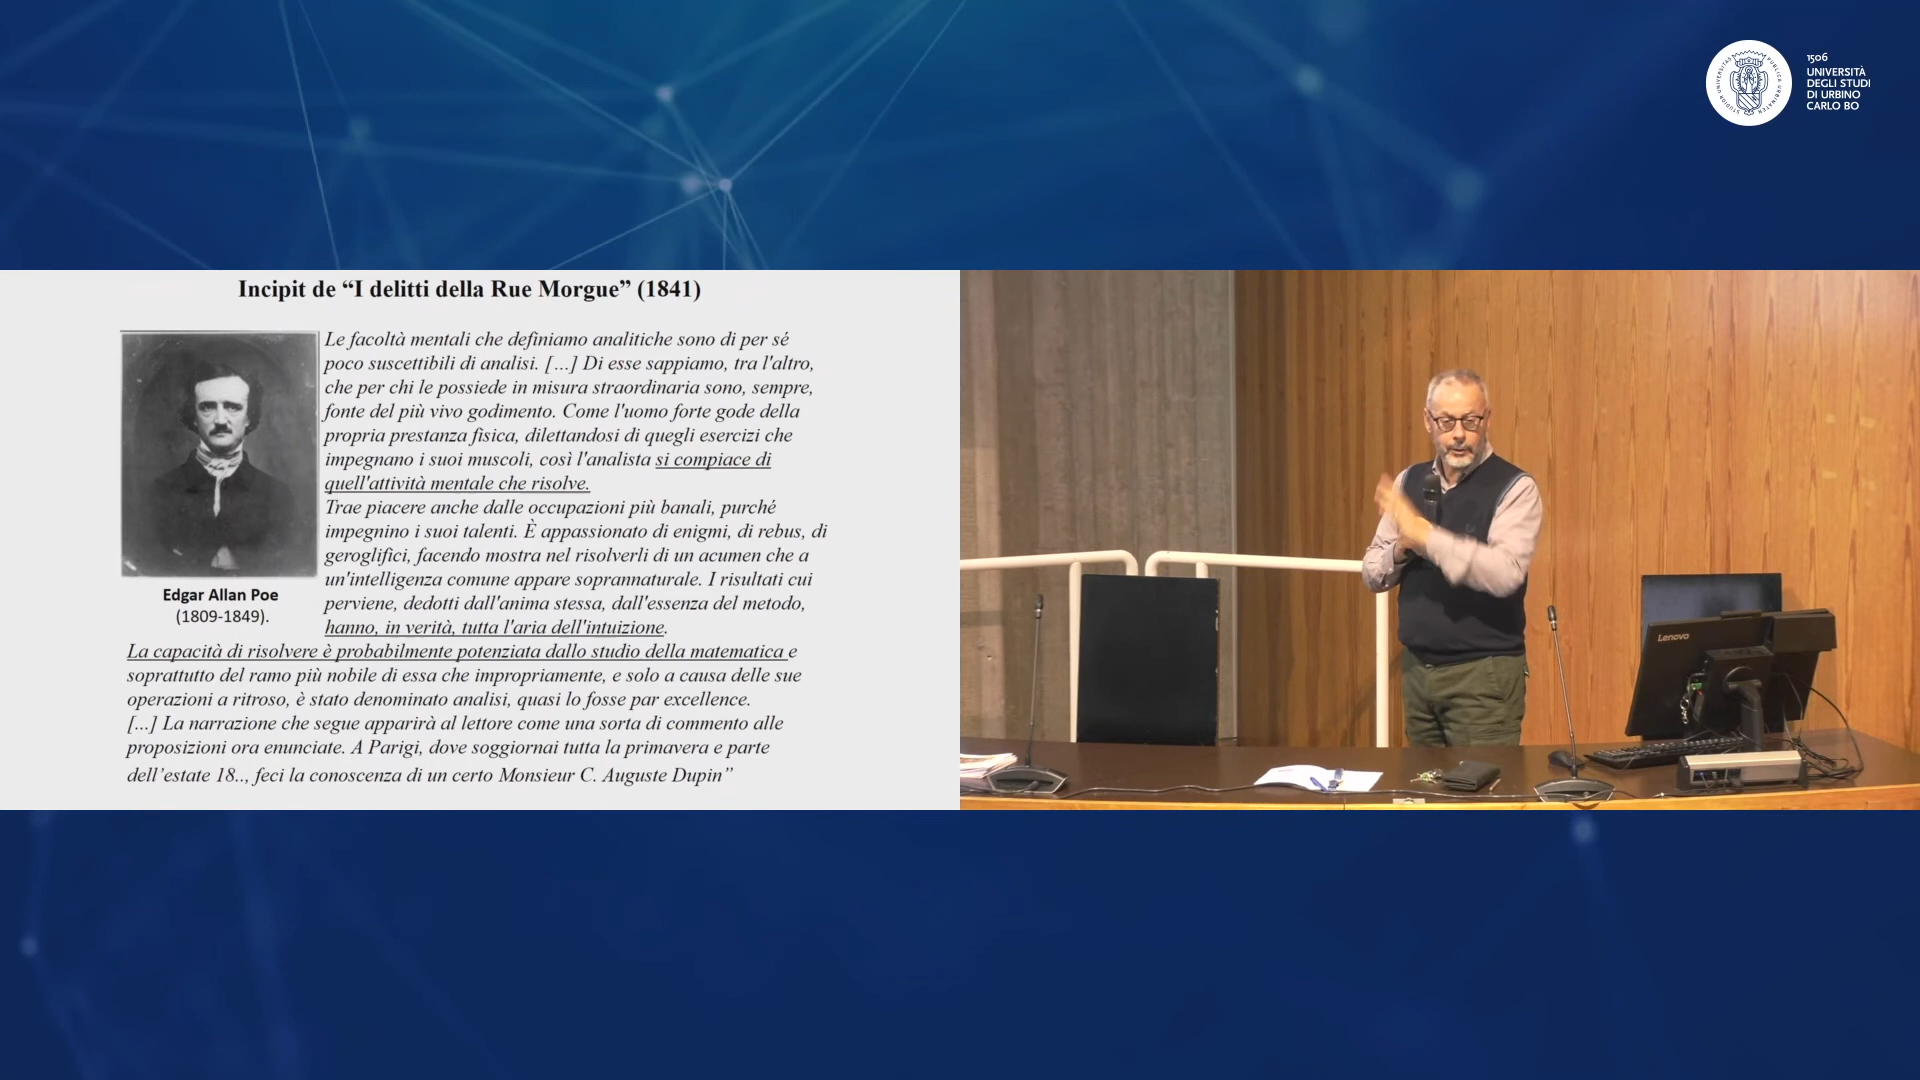 1506
UNIVERSITÀ
DEGLI STUDI
DI URBINO
CARLO BO
Incipit de “I delitti della Rue Morgue” (1841)
Le facoltà mentali che definiamo analitiche sono di per sé
poco suscettibili di analisi. […] Di esse sappiamo, tra l'altro,
che per chi le possiede in misura straordinaria sono, sempre,
fonte del più vivo godimento. Come l'uomo forte gode della
propria prestanza fisica, dilettandosi di quegli esercizi che
impegnano i suoi muscoli, così l'analista si compiace di
quell'attività mentale che risolve.
Trae piacere anche dalle occupazioni più banali, purché
impegnino i suoi talenti. È appassionato di enigmi, di rebus, di
geroglifici, facendo mostra nel risolverli di un acumen che a
un'intelligenza comune appare soprannaturale. I risultati cui
perviene, dedotti dall'anima stessa, dall'essenza del metodo,
hanno, in verità, tutta l'aria dell'intuizione.
Edgar Allan Poe
(1809-1849).
La capacità di risolvere è probabilmente potenziata dallo studio della matematica e
soprattutto del ramo più nobile di essa che impropriamente, e solo a causa delle sue
operazioni a ritroso, è stato denominato analisi, quasi lo fosse par excellence.
[...] La narrazione che segue apparirà al lettore come una sorta di commento alle
proposizioni ora enunciate. A Parigi, dove soggiornai tutta la primavera e parte
dell’estate 18.., feci la conoscenza di un certo Monsieur C. Auguste Dupin”
Lenovo